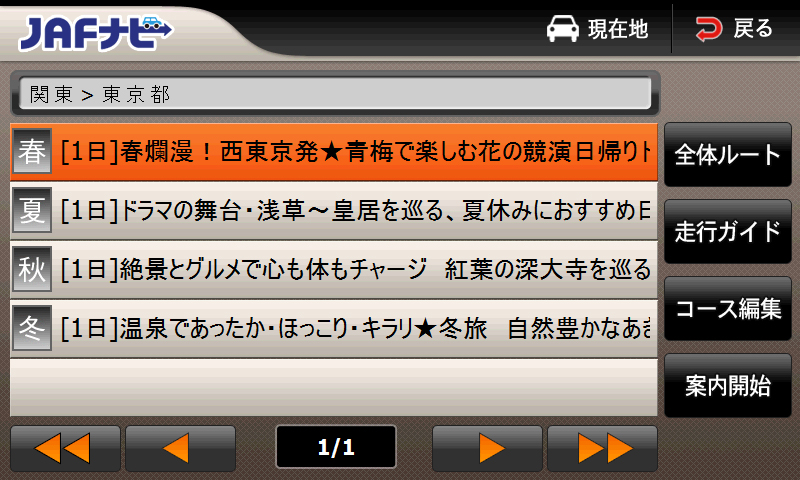 JAFナビ
現在地
戻る
関東 > 東京都
春 [1日]春爛漫！西東京発★青梅で楽しむ花の競演日帰り
夏 [1日]ドラマの舞台・浅草～皇居を巡る、夏休みにおすすめ
秋 [1日]絶景とグルメで心も体もチャージ 紅葉の深大寺を巡る
冬 [1日]温泉であったか・ほっこり・キラリ★冬旅 自然豊かなあき
全体ルート
走行ガイド
コース編集
案内開始
1/1